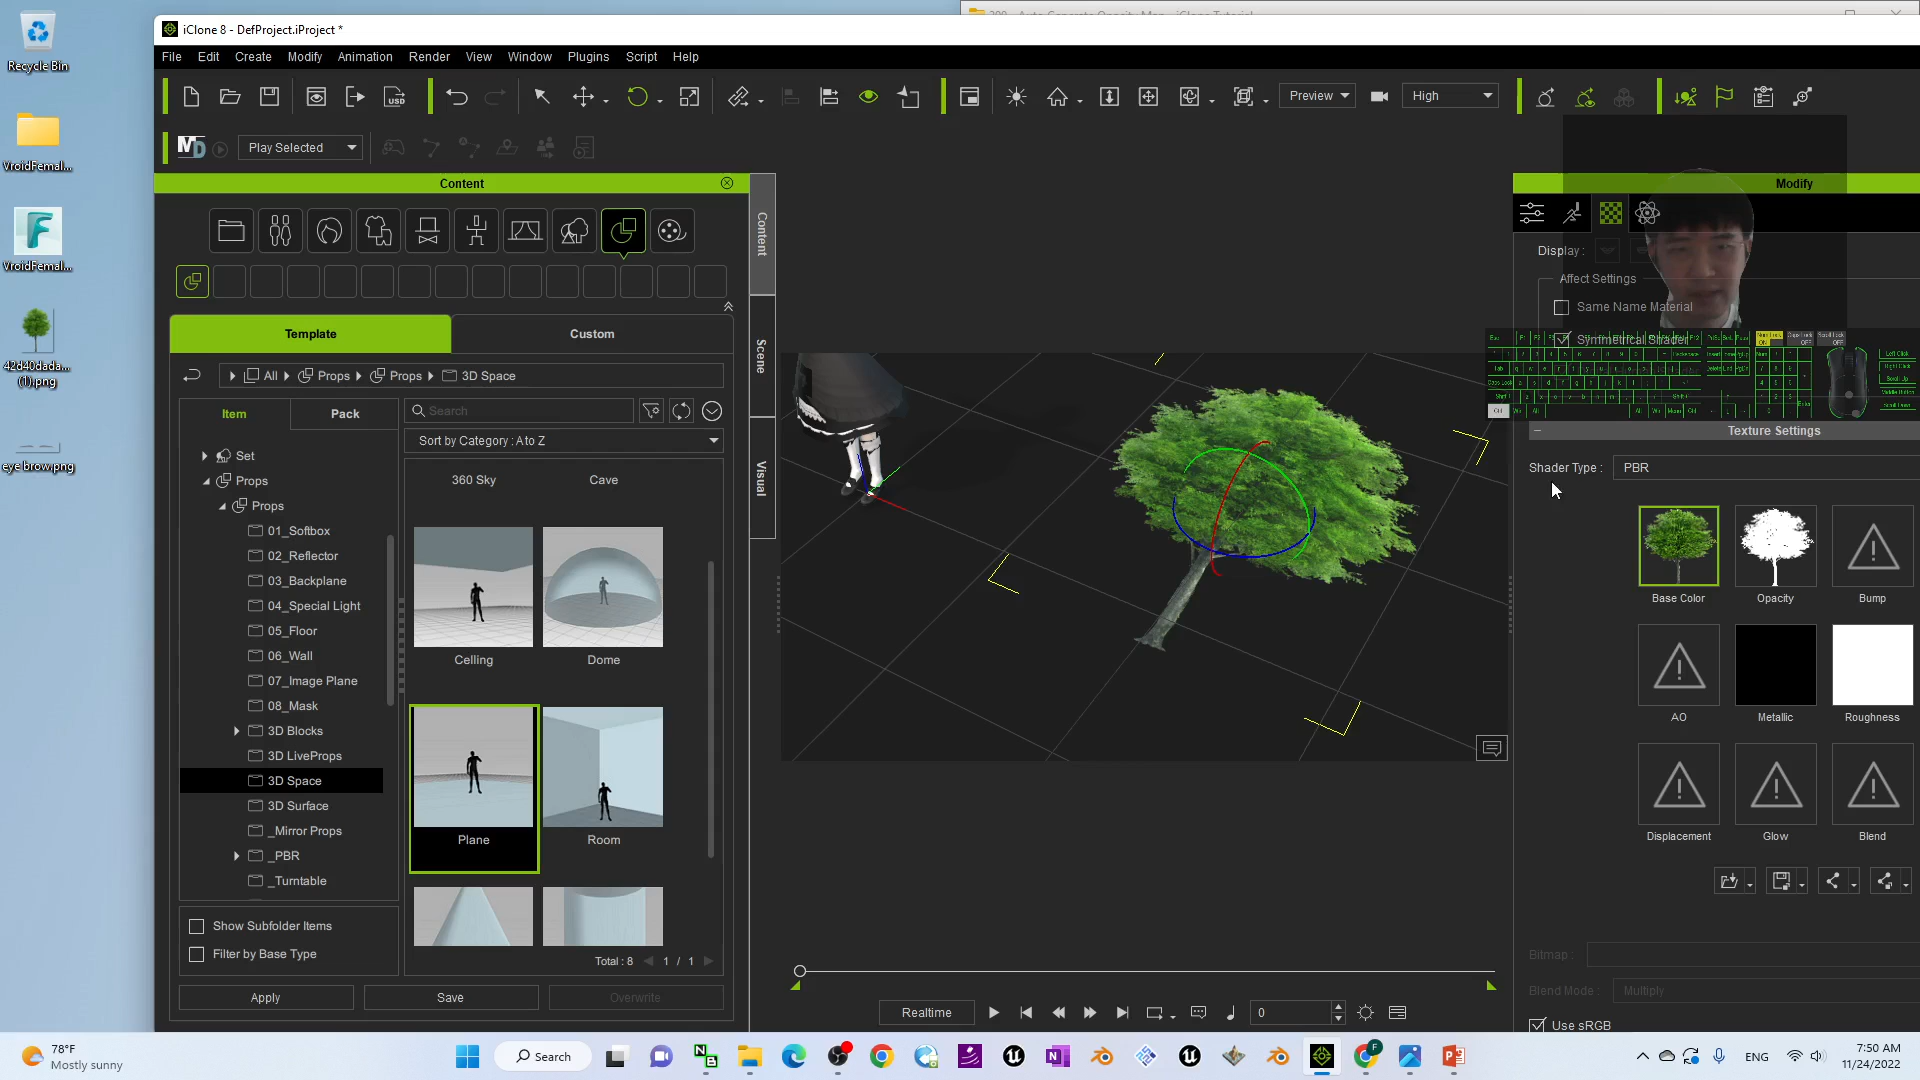 Recycle Bin
VroidFemal...
VroidFemal...
42d40dada...
(1).png
eye brow.png
iClone 8 - DefProject.iProject *
File Edit Create Modify Animation Render View Window Plugins Script Help
USD
Preview
High
Play Selected
Content
Content
Scene
Visual
Template
Custom
All Props Props 3D Space
Item
Pack
Search
Sort by Category : A to Z
Set
Props
Props
01_Softbox
02_Reflector
03_Backplane
04_Special Light
05_Floor
06_Wall
07_Image Plane
08_Mask
3D Blocks
3D LiveProps
3D Space
3D Surface
_Mirror Props
_PBR
_Turntable
360 Sky
Cave
Celling
Dome
Plane
Room
Show Subfolder Items
Filter by Base Type
Total : 8 1 / 1
Apply
Save
Overwrite
Realtime
0
Modify
Display :
Affect Settings
Same Name Material
Symmetrical Shader
Texture Settings
Shader Type :
PBR
Base Color
Opacity
Bump
AO
Metallic
Roughness
Displacement
Glow
Blend
Bitmap :
Blend Mode :
Multiply
Use sRGB
78°F
Mostly sunny
Search
ENG
7:50 AM
11/24/2022